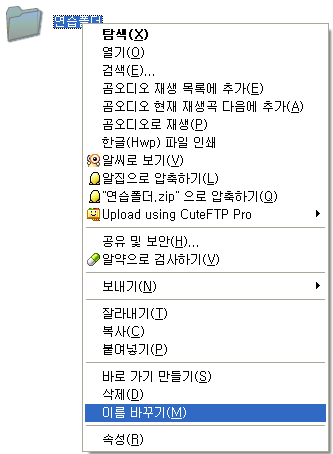 탐색(X)
열기(O)
검색(E)...
곰오디오 재생 목록에 추가(E)
곰오디오 현재 재생곡 다음에 추가(A)
곰오디오로 재생(P)
한글(Hwp) 파일 인쇄
알씨로 보기(V)
알집으로 압축하기(L)
"연습폴더.zip" 으로 압축하기(Q)
Upload using CuteFTP Pro
공유 및 보안(H)...
알약으로 검사하기(V)
보내기(N)
잘라내기(T)
복사(C)
붙여넣기(P)
바로 가기 만들기(S)
삭제(D)
이름 바꾸기(M)
속성(R)